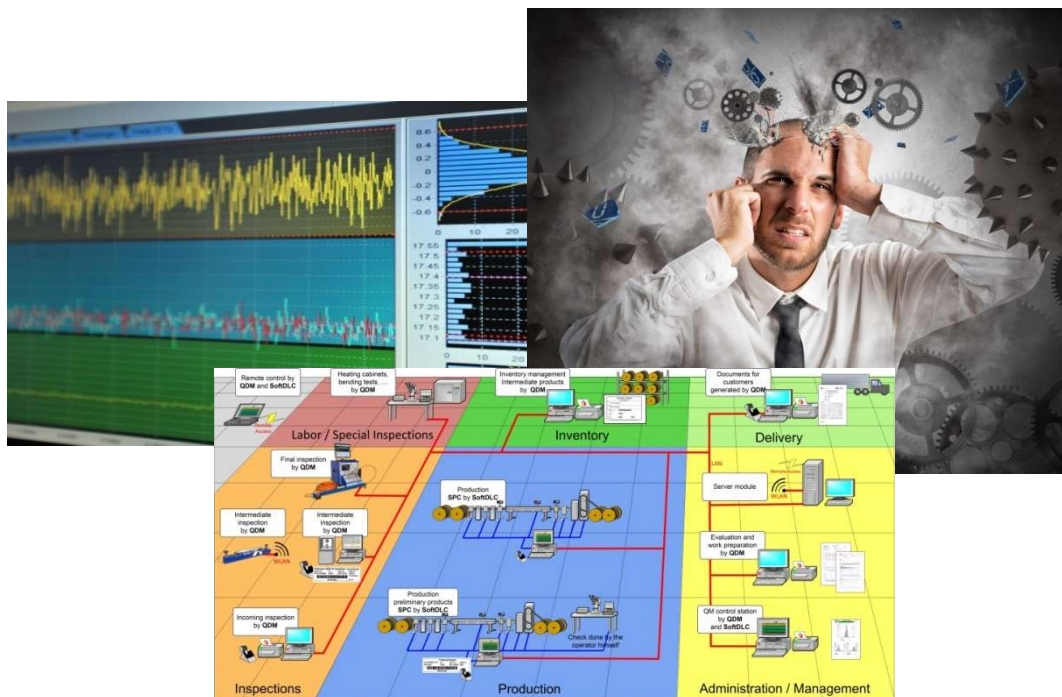 0.6
0.4
0.2
0
-0.2
-0.4
-0.6
0
10
20
17.55
17.45
17.4
17.35
17.3
17.25
17.2
17.15
17.1
0
10
20
Remote control by
QDM and SoftDLC
Remote
Access
Heating cabinets,
bending tests, ...
by QDM
Labor / Special Inspections
Inventory management
Intermediate products
by QDM
Inventory
Documents for
customers
generated by QDM
Delivery
Final inspection
by QDM
Intermediate
inspection
by QDM
WLAN
Intermediate
inspection
by QDM
Incoming inspection
by QDM
Inspections
Production
SPC by SoftDLC
Production
preliminary products
SPC by SoftDLC
Check done by the
operator himself
Production
LAN
Remote Access
Server module
WLAN
Evaluation and
work preparation
by QDM
QM control station
by QDM
and SoftDLC
Administration / Management